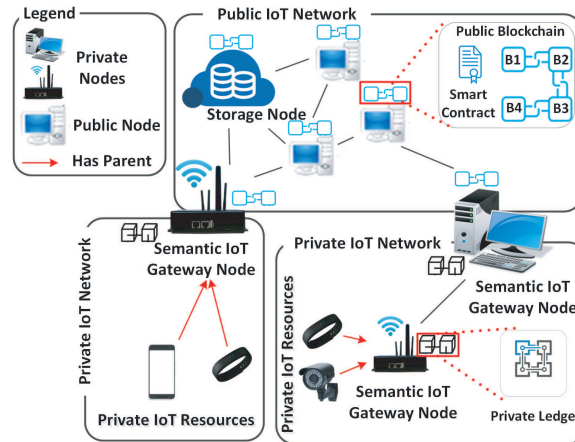 Legend
Private
Nodes
Public Node
Has Parent
Public IoT Network
Storage Node
Public Blockchain
Smart
Contract
B1
B2
B4
B3
Private IoT Network
Semantic IoT
Gateway Node
Private IoT Resources
Private IoT Network
Semantic IoT
Gateway Node
Private IoT Resources
Semantic IoT
Gateway Node
Private Ledge